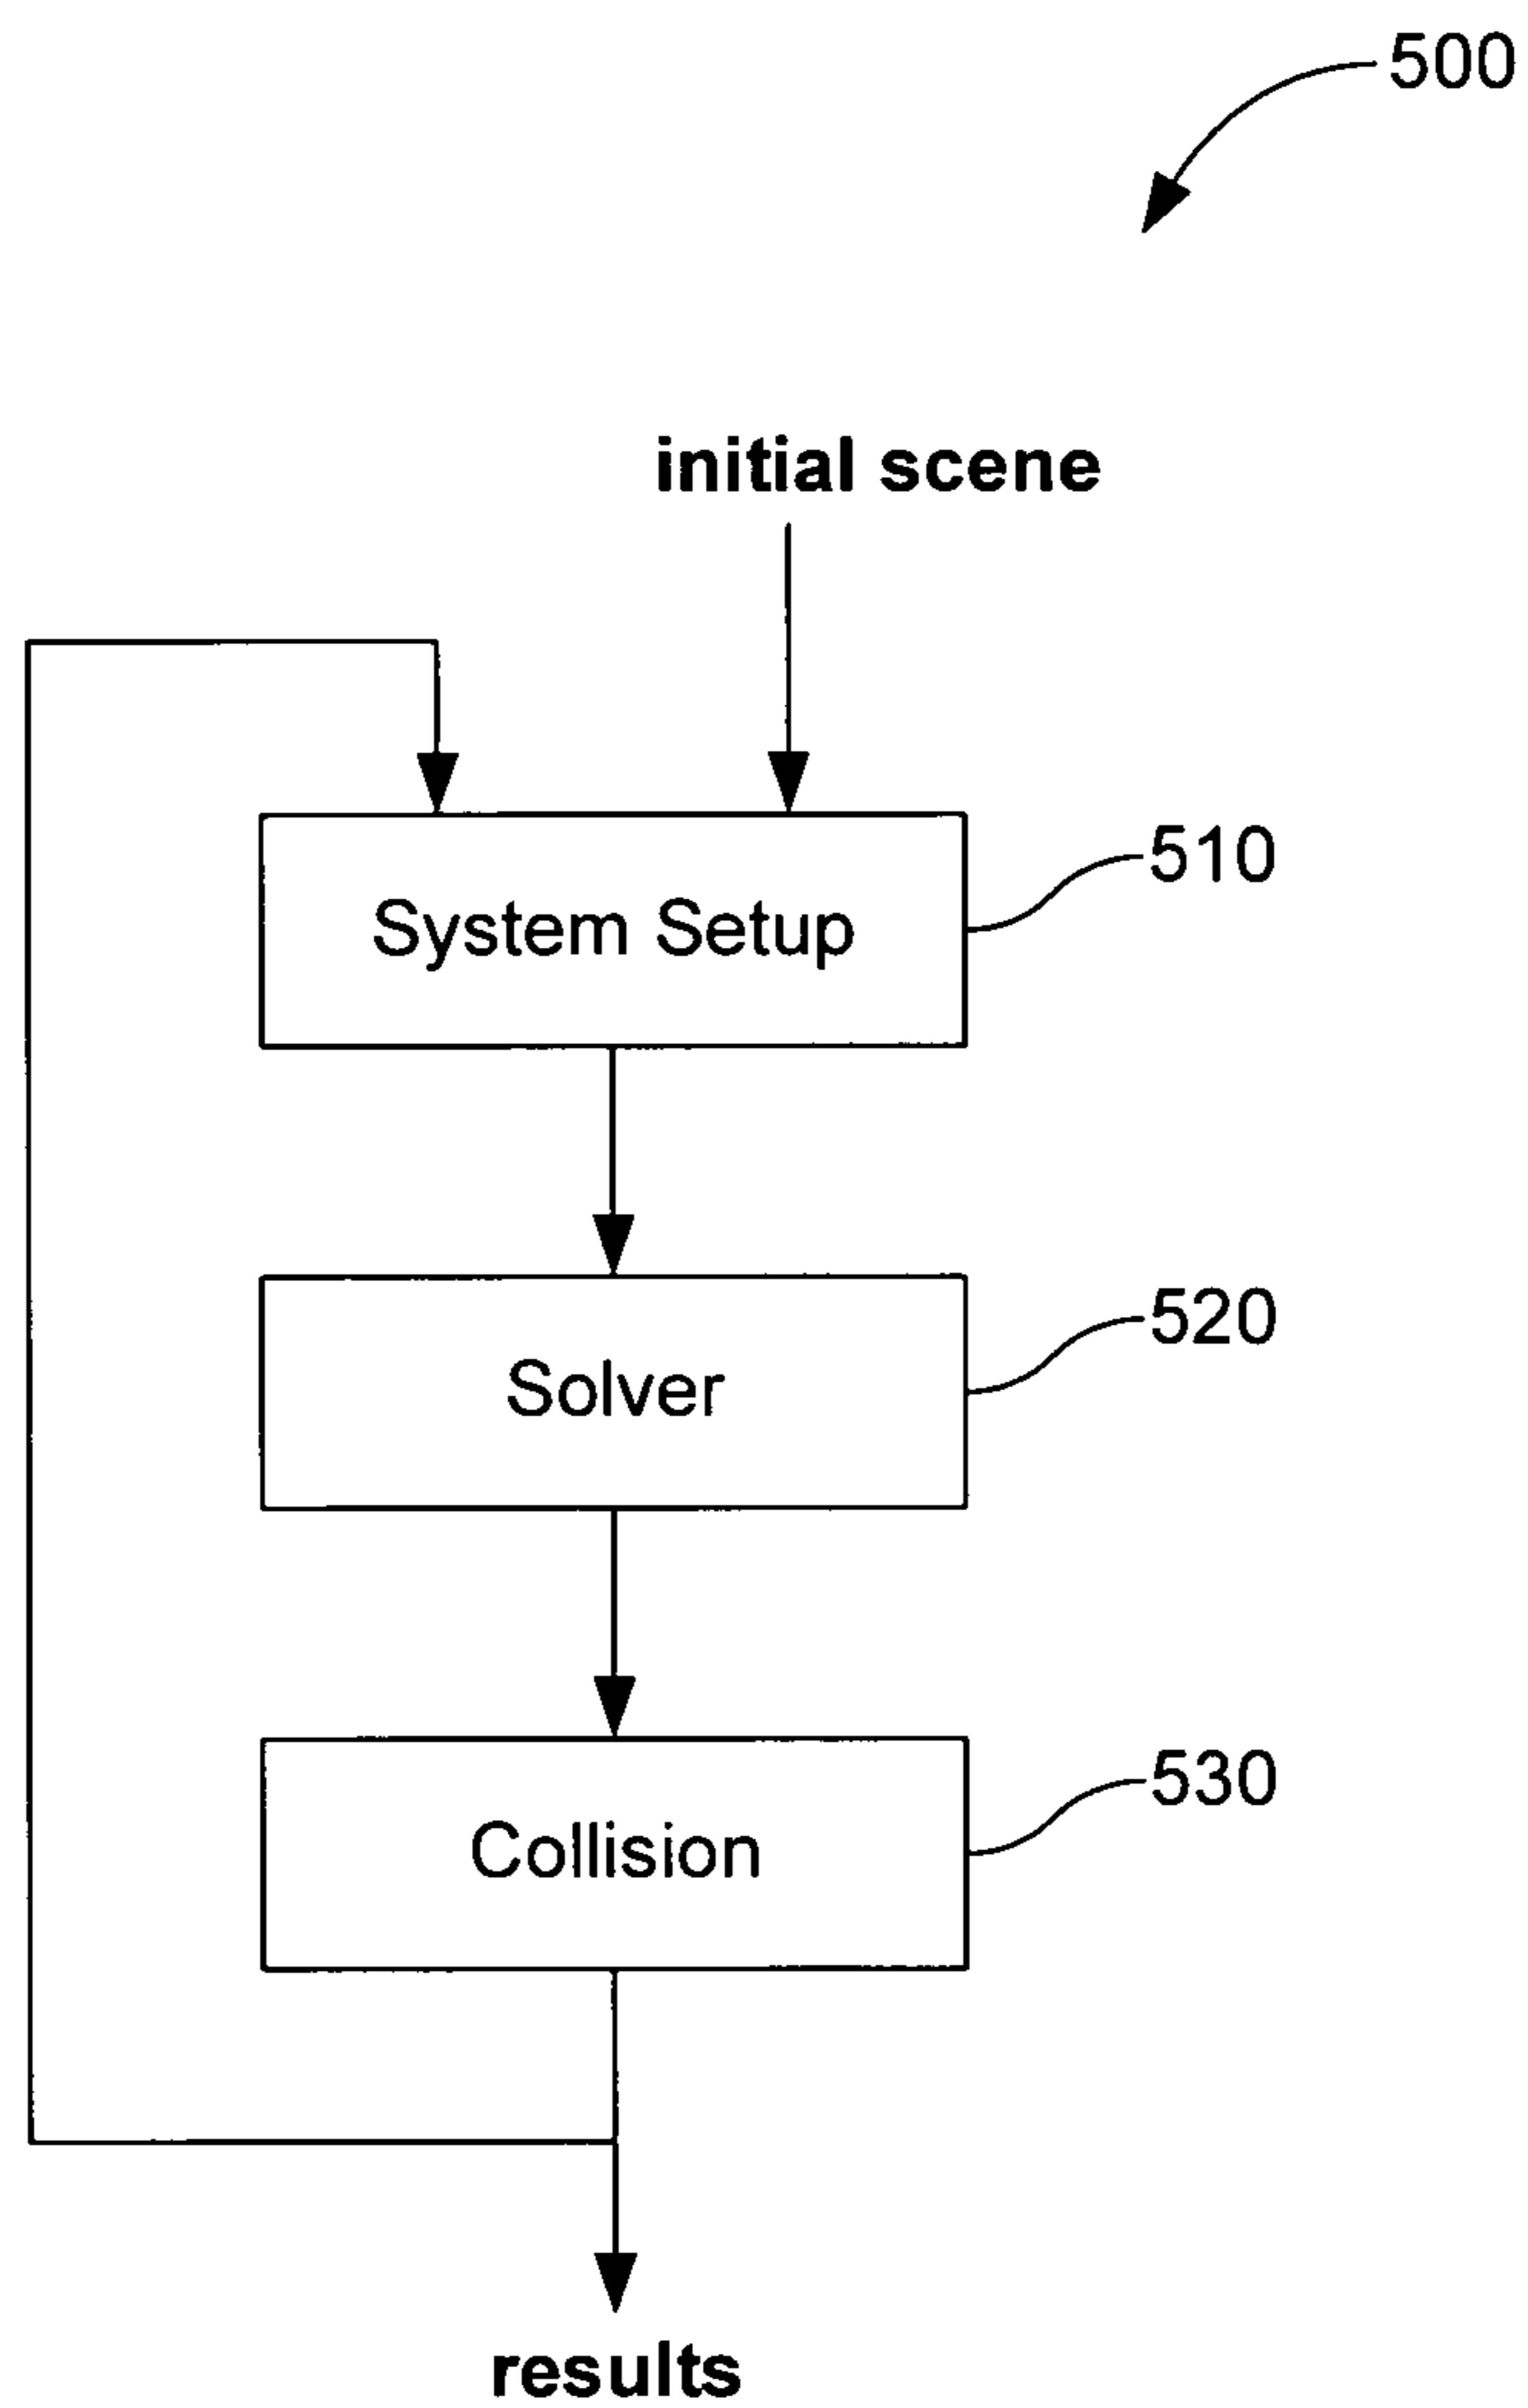 500
initial scene
System Setup
510
Solver
520
Collision
530
results